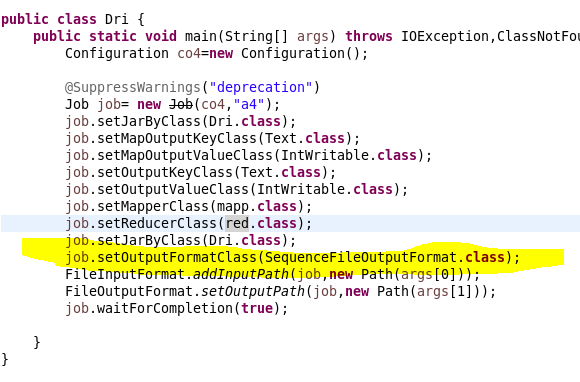 public class Dri {
    public static void main(String[] args) throws IOException,ClassNotFou
        Configuration co4=new Configuration();

        @SuppressWarnings("deprecation")
        Job job= new Job(co4,"a4");
        job.setJarByClass(Dri.class);
        job.setMapOutputKeyClass(Text.class);
        job.setMapOutputValueClass(IntWritable.class);
        job.setOutputKeyClass(Text.class);
        job.setOutputValueClass(IntWritable.class);
        job.setMapperClass(mapp.class);
        job.setReducerClass(red.class);
        job.setJarByClass(Dri.class);
        job.setOutputFormatClass(SequenceFileOutputFormat.class);
        FileInputFormat.addInputPath(job,new Path(args[0]));
        FileOutputFormat.setOutputPath(job,new Path(args[1]));
        job.waitForCompletion(true);

    }
}